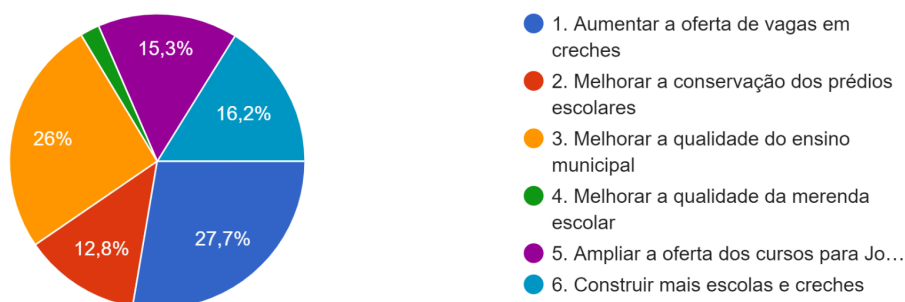 15,3%
16,2%
26%
12,8%
27,7%
1. Aumentar a oferta de vagas em
creches
2. Melhorar a conservação dos prédios
escolares
3. Melhorar a qualidade do ensino
municipal
4. Melhorar a qualidade da merenda
escolar
5. Ampliar a oferta dos cursos para Jo...
6. Construir mais escolas e creches